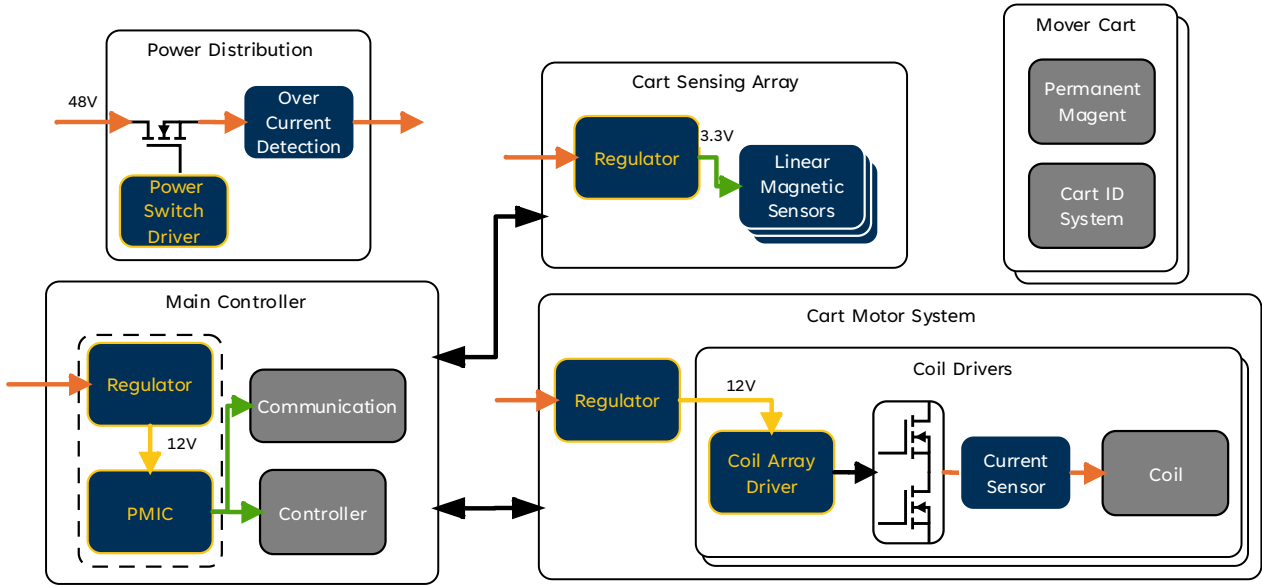 Power Distribution
48V
Over
Current
Detection
Power
Switch
Driver
Cart Sensing Array
Regulator
3.3V
Linear
Magnetic
Sensors
Mover Cart
Permanent
Magent
Cart ID
System
Main Controller
Regulator
12V
PMIC
Communication
Controller
Cart Motor System
Regulator
12V
Coil Drivers
Coil Array
Driver
Current
Sensor
Coil